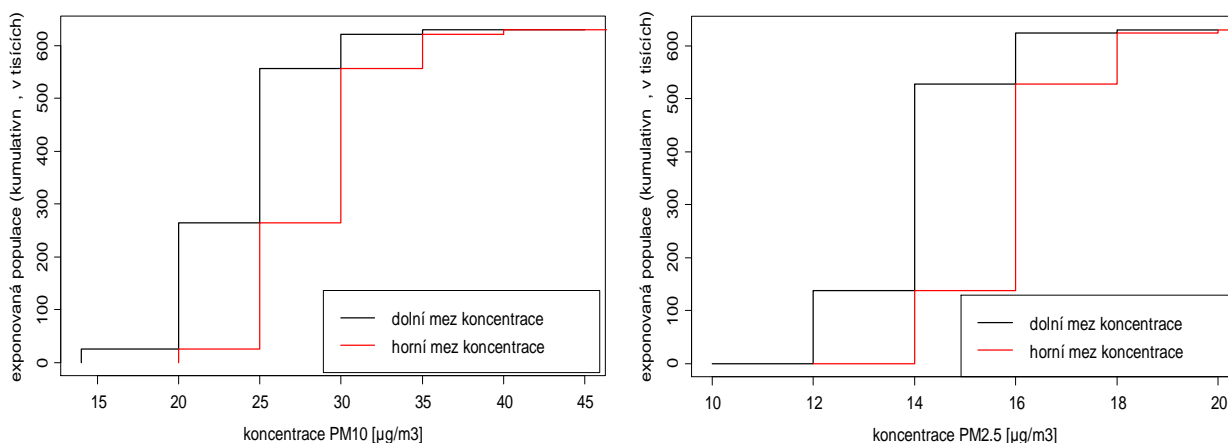 exponovaná populace (kumulativn , v tisících)
600
500
400
300
200
100
0
dolní mez koncentrace
horní mez koncentrace
15 20 25 30 35 40 45
koncentrace PM10 [µg/m3]
exponovaná populace (kumulativn , v tisících)
600
500
400
300
200
100
0
dolní mez koncentrace
horní mez koncentrace
10 12 14 16 18 20
koncentrace PM2.5 [µg/m3]